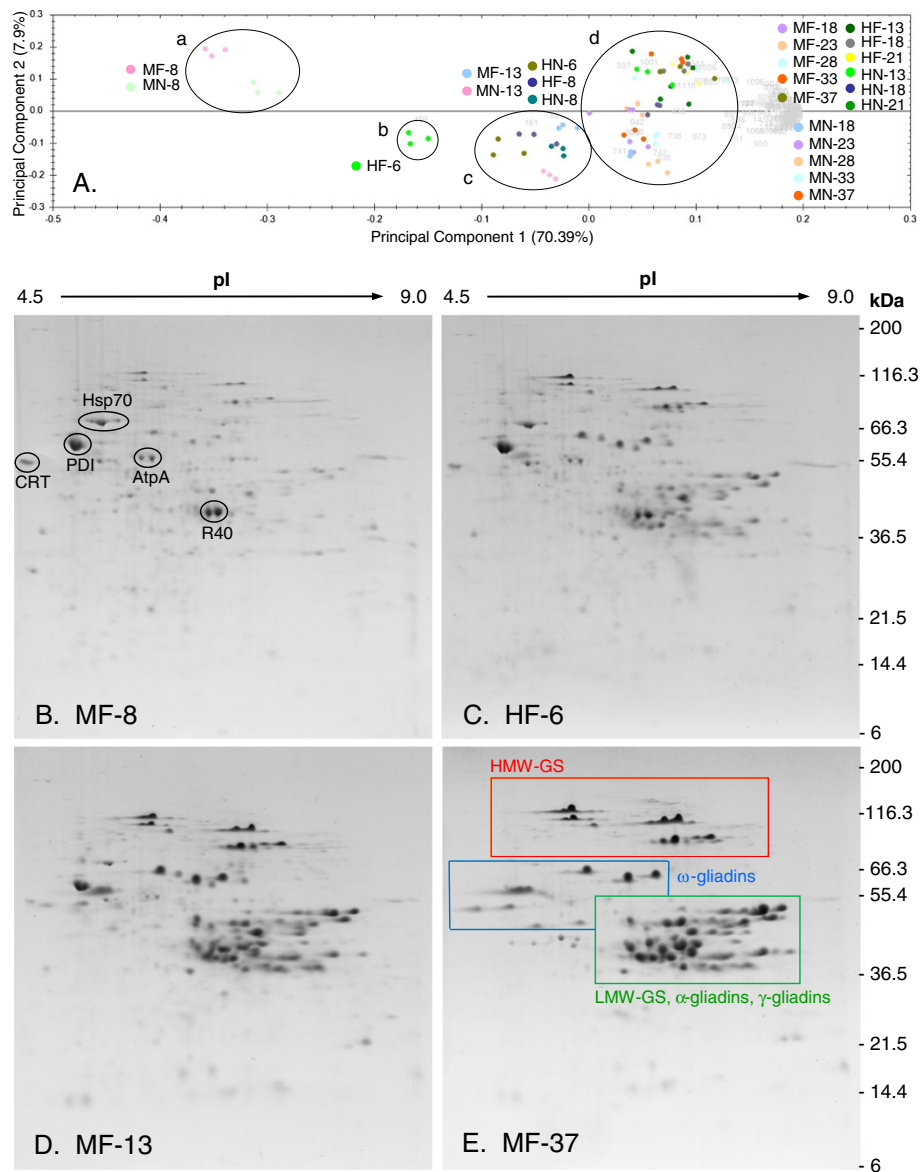 A.
Principal Component 2 (7.9%)
0.3
0.2
0.1
0.0
0.1
0.2
-0.3
-0.5
-0.4
-0.3
-0.2
-0.1
0.0
0.1
0.2
0.3
Principal Component 1 (70.39%)
a
MF-8
MN-8
b
HF-6
c
MF-13
MN-13
HN-6
HF-8
HN-8
d
MF-18
MF-23
MF-28
MF-33
MF-37
HF-13
HF-18
HF-21
HN-13
HN-18
HN-21
MN-18
MN-23
MN-28
MN-33
MN-37
161
942
736
973
741
950
pI
4.5
9.0
pI
4.5
9.0
kDa
- 200
- 116.3
- 66.3
- 55.4
- 36.5
- 21.5
- 14.4
- 6
Hsp70
CRT
PDI
AtpA
R40
B. MF-8
C. HF-6
- 200
- 116.3
- 66.3
- 55.4
- 36.5
- 21.5
- 14.4
- 6
HMW-GS
ω-gliadins
LMW-GS, α-gliadins, γ-gliadins
D. MF-13
E. MF-37